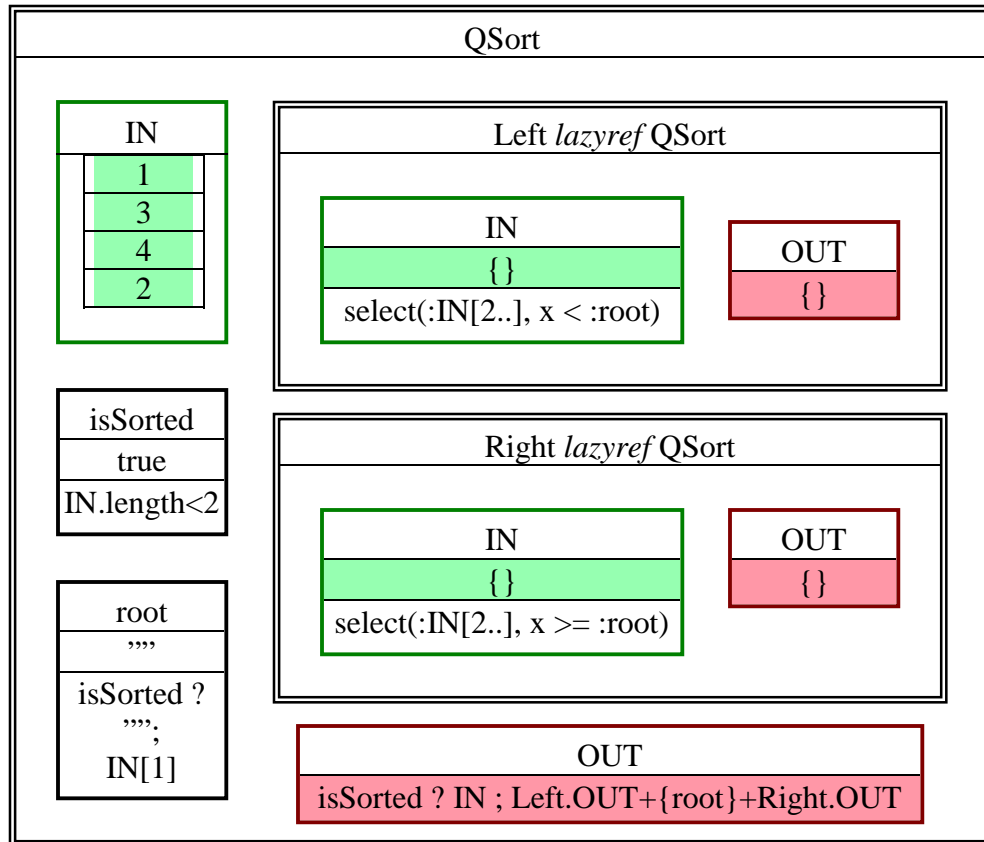 QSort
IN
1
3
4
2
isSorted
true
IN.length<2
root
””
isSorted ?
””;
IN[1]
Left lazyref QSort
IN
{}
select(:IN[2..], x < :root)
OUT
{}
Right lazyref QSort
IN
{}
select(:IN[2..], x >= :root)
OUT
{}
OUT
isSorted ? IN ; Left.OUT+{root}+Right.OUT